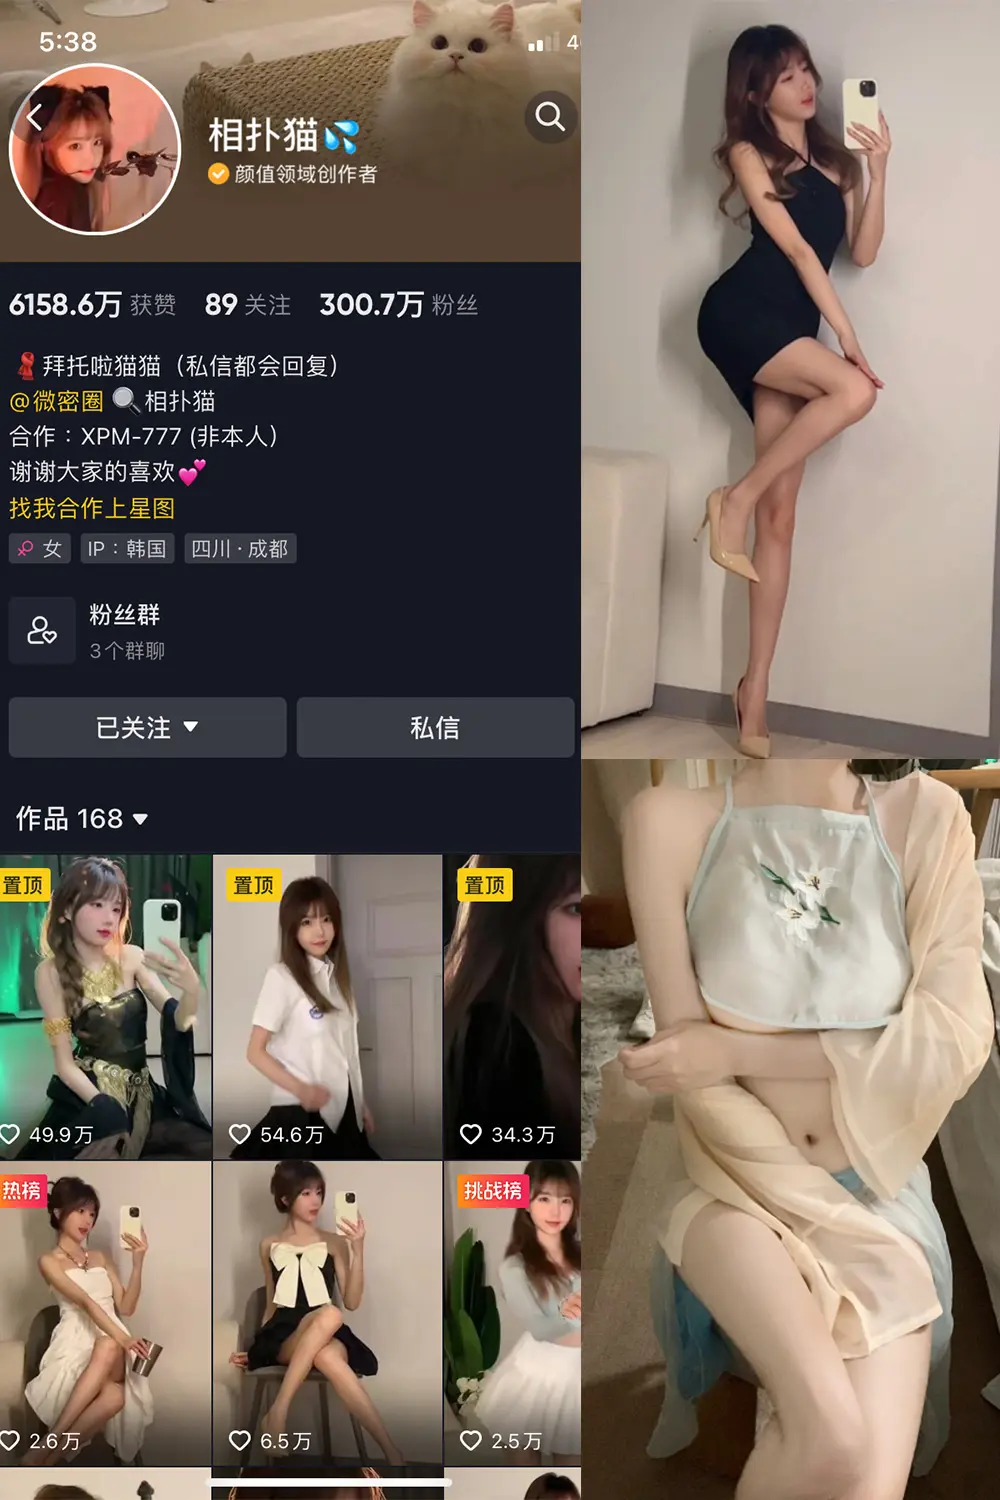 5:38
4
相扑猫💦
颜值领域创作者
6158.6万 获赞 89 关注 300.7万 粉丝
拜托啦猫猫（私信都会回复）
@微密圈 🔍相扑猫
合作：XPM-777 (非本人)
谢谢大家的喜欢💕
找我合作上星图
女 IP：韩国 四川·成都
粉丝群
3个群聊
已关注 私信
作品 168
置顶 置顶 置顶
49.9万 54.6万 34.3万
热榜 挑战榜
2.6万 6.5万 2.5万